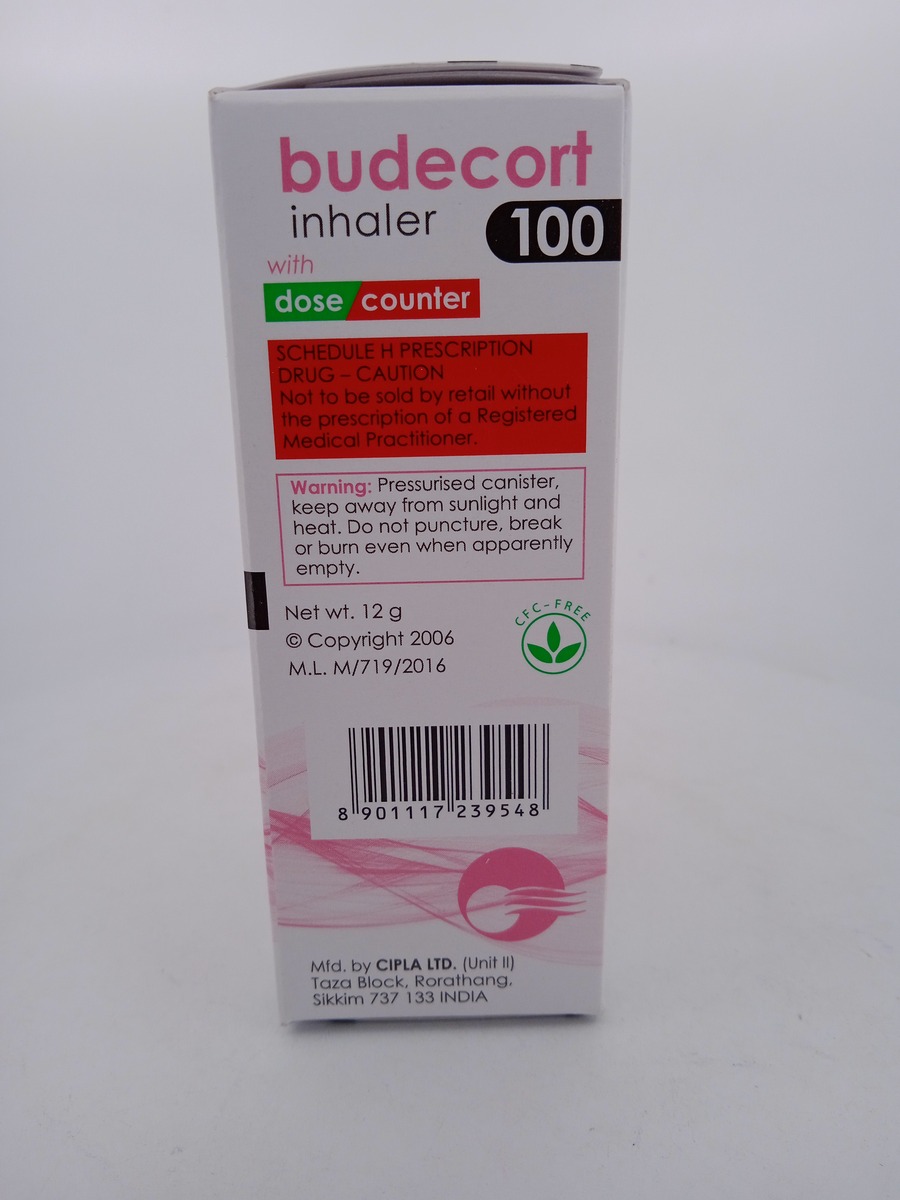 budecort
inhaler
100
with
dose counter
SCHEDULE H PRESCRIPTION
DRUG – CAUTION
Not to be sold by retail without
the prescription of a Registered
Medical Practitioner.
Warning: Pressurised canister,
keep away from sunlight and
heat. Do not puncture, break
or burn even when apparently
empty.
Net wt. 12 g
© Copyright 2006
M.L. M/719/2016
CFC-FREE
8 901117 239548
Mfd. by CIPLA LTD. (Unit II)
Taza Block, Rorathang,
Sikkim 737 133 INDIA